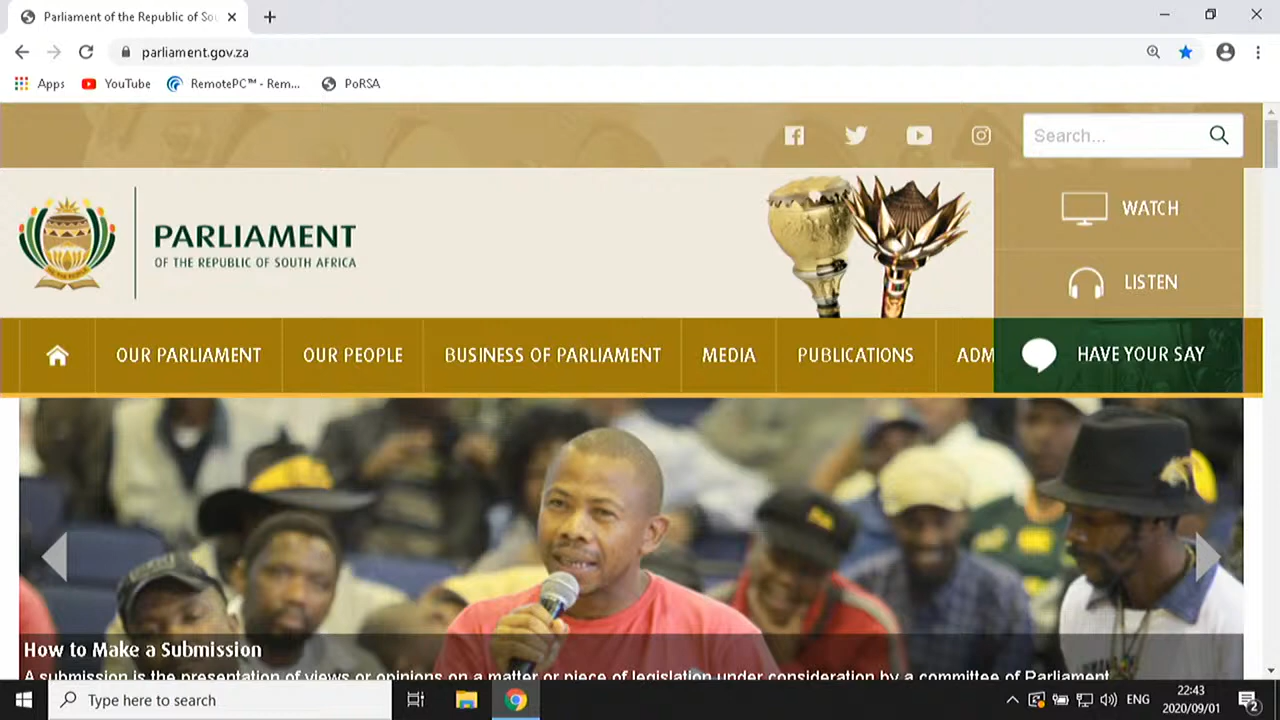 Parliament of the Republic of Sou
parliament.gov.za
Apps
YouTube
RemotePC™ - Rem...
PoRSA
Search...
PARLIAMENT
OF THE REPUBLIC OF SOUTH AFRICA
WATCH
LISTEN
OUR PARLIAMENT
OUR PEOPLE
BUSINESS OF PARLIAMENT
MEDIA
PUBLICATIONS
ADM
HAVE YOUR SAY
How to Make a Submission
A submission is the presentation of views or opinions on a matter or piece of legislation under consideration by a committee of Parliament
Type here to search
ENG
22:43
2020/09/01
2